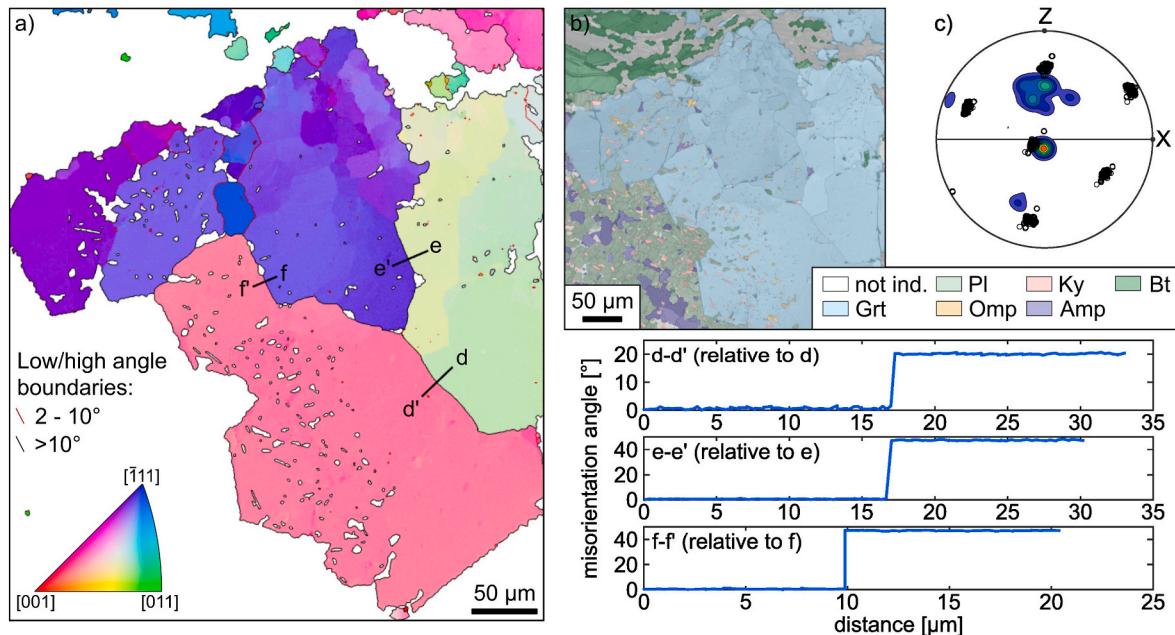 a)
e
e'
f
f'
d
d'
Low/high angle
boundaries:
2 - 10°
>10°
[1̄11]
[001]
[011]
50 µm
b)
50 µm
c)
Z
X
not ind.
Pl
Ky
Bt
Grt
Omp
Amp
misorientation angle [°]
d-d' (relative to d)
20
10
0
0 5 10 15 20 25 30 35
e-e' (relative to e)
40
20
0
0 5 10 15 20 25 30 35
f-f' (relative to f)
40
20
0
0 5 10 15 20 25
distance [µm]